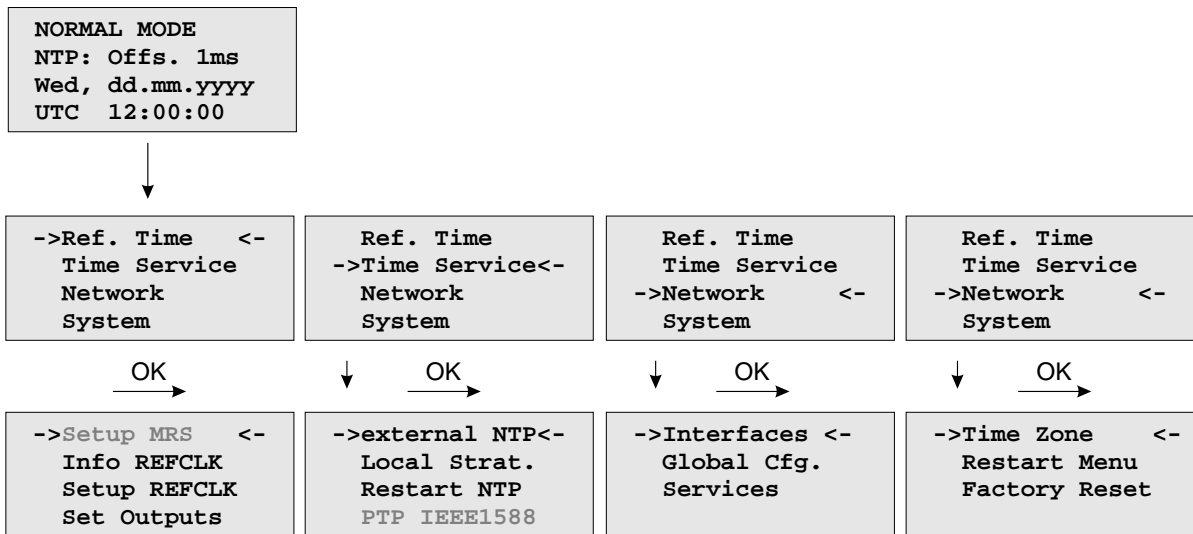 NORMAL MODE
NTP: Offs. 1ms
Wed, dd.mm.yyyy
UTC 12:00:00
->Ref. Time <-
Time Service
Network
System
Ref. Time
->Time Service<-
Network
System
Ref. Time
Time Service
->Network <-
System
Ref. Time
Time Service
->Network <-
System
OK
OK
OK
OK
->Setup MRS <-
Info REFCLK
Setup REFCLK
Set Outputs
->external NTP<-
Local Strat.
Restart NTP
PTP IEEE1588
->Interfaces <-
Global Cfg.
Services
->Time Zone <-
Restart Menu
Factory Reset